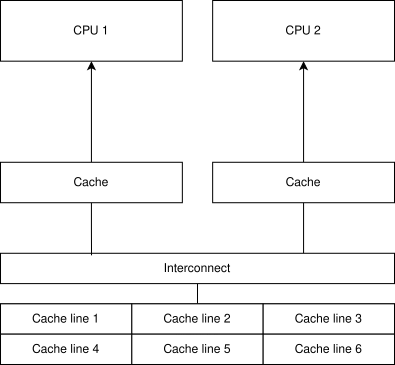 CPU 1
CPU 2
Cache
Cache
Interconnect
Cache line 1
Cache line 2
Cache line 3
Cache line 4
Cache line 5
Cache line 6